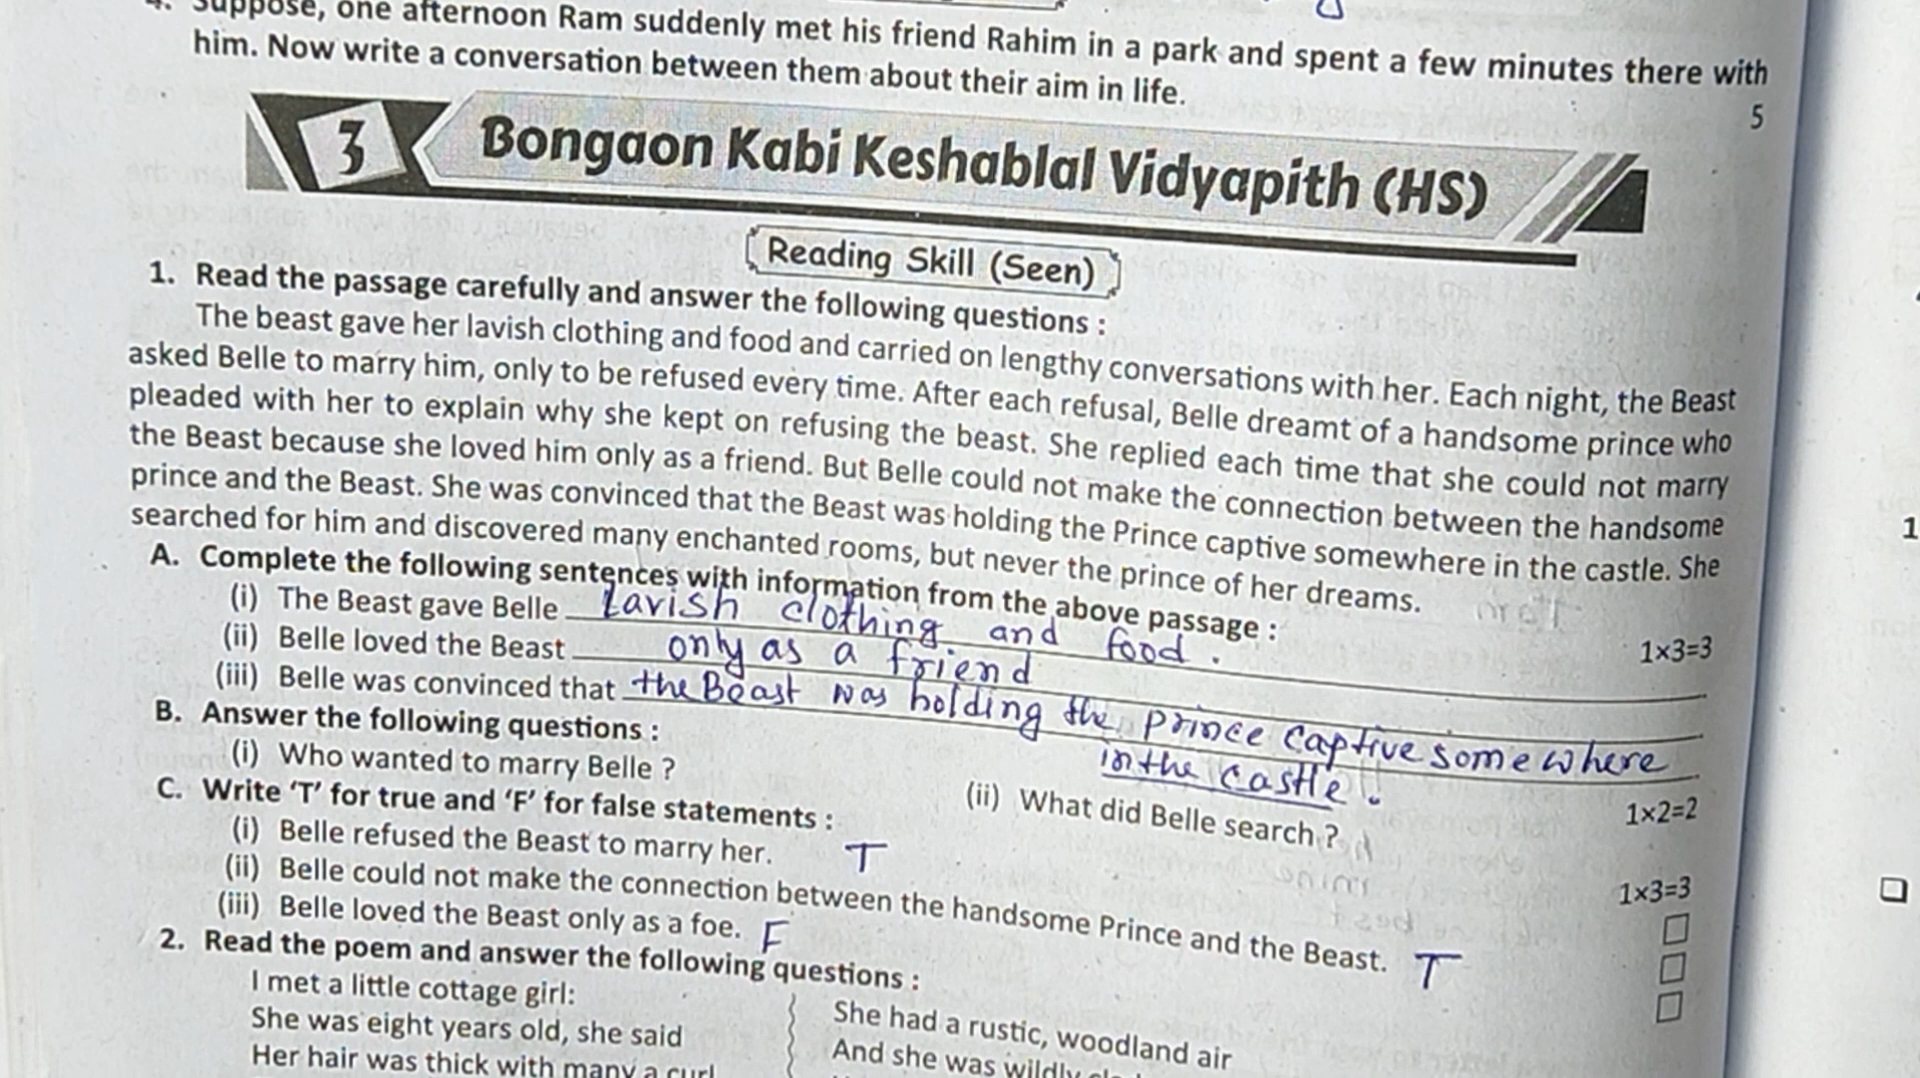 4. Suppose, one afternoon Ram suddenly met his friend Rahim in a park and spent a few minutes there with
him. Now write a conversation between them about their aim in life.
5
3 Bongaon Kabi Keshablal Vidyapith (HS)
Reading Skill (Seen)
1. Read the passage carefully and answer the following questions :
The beast gave her lavish clothing and food and carried on lengthy conversations with her. Each night, the Beast
asked Belle to marry him, only to be refused every time. After each refusal, Belle dreamt of a handsome prince who
pleaded with her to explain why she kept on refusing the beast. She replied each time that she could not marry
the Beast because she loved him only as a friend. But Belle could not make the connection between the handsome
prince and the Beast. She was convinced that the Beast was holding the Prince captive somewhere in the castle. She
searched for him and discovered many enchanted rooms, but never the prince of her dreams.
A. Complete the following sentences with information from the above passage :
1×3=3
(i) The Beast gave Belle Lavish clothing and food.
(ii) Belle loved the Beast only as a friend
(iii) Belle was convinced that the Beast was holding the prince captive somewhere
in the castle.
B. Answer the following questions :
1×2=2
(i) Who wanted to marry Belle ?
(ii) What did Belle search ?
C. Write ‘T’ for true and ‘F’ for false statements :
1×3=3
(i) Belle refused the Beast to marry her. T
(ii) Belle could not make the connection between the handsome Prince and the Beast. T
(iii) Belle loved the Beast only as a foe. F
2. Read the poem and answer the following questions :
I met a little cottage girl:
She was eight years old, she said
Her hair was thick with many a curl
She had a rustic, woodland air
And she was wildly
1